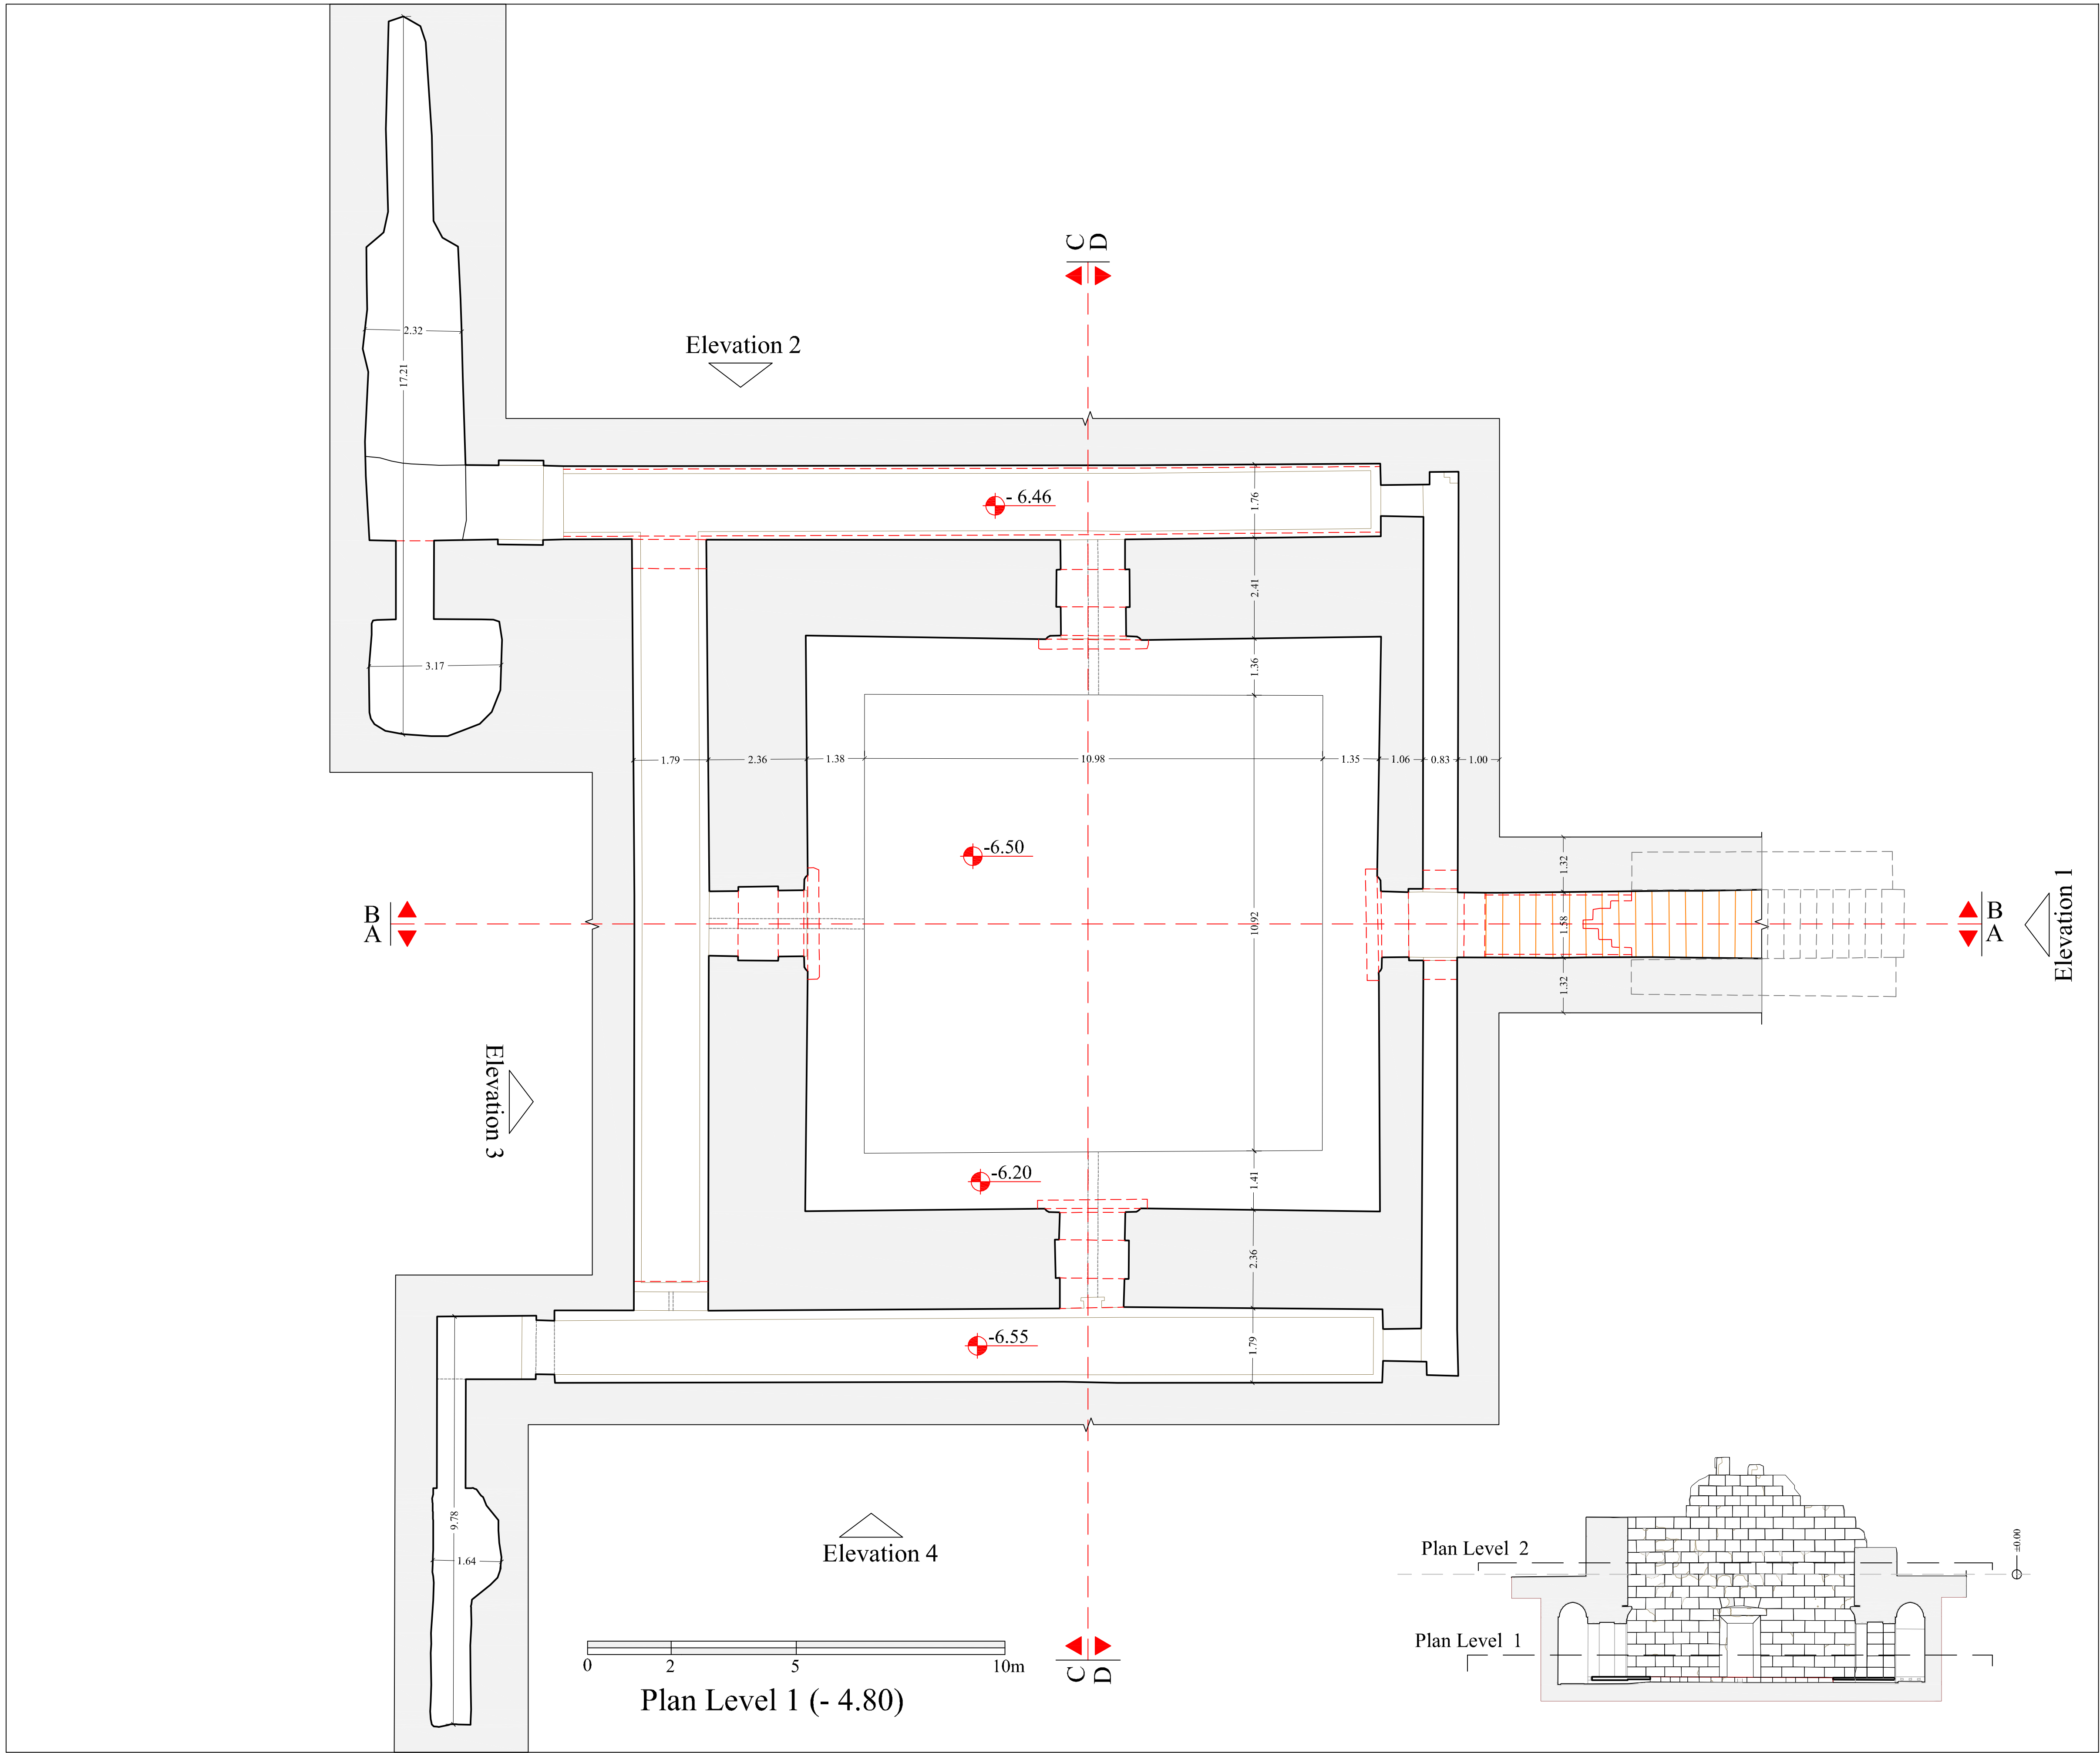 C
D
Elevation 2
2.32
17.21
- 6.46
1.76
2.41
3.17
1.36
1.79
2.36
1.38
10.98
1.35
1.06
0.83
1.00
-6.50
1.32
B
A
10.92
1.58
B
A
Elevation 1
1.32
Elevation 3
-6.20
1.41
2.36
-6.55
1.79
9.78
1.64
Elevation 4
Plan Level 2
±0.00
Plan Level 1
0 2 5 10m
C
D
Plan Level 1 (- 4.80)